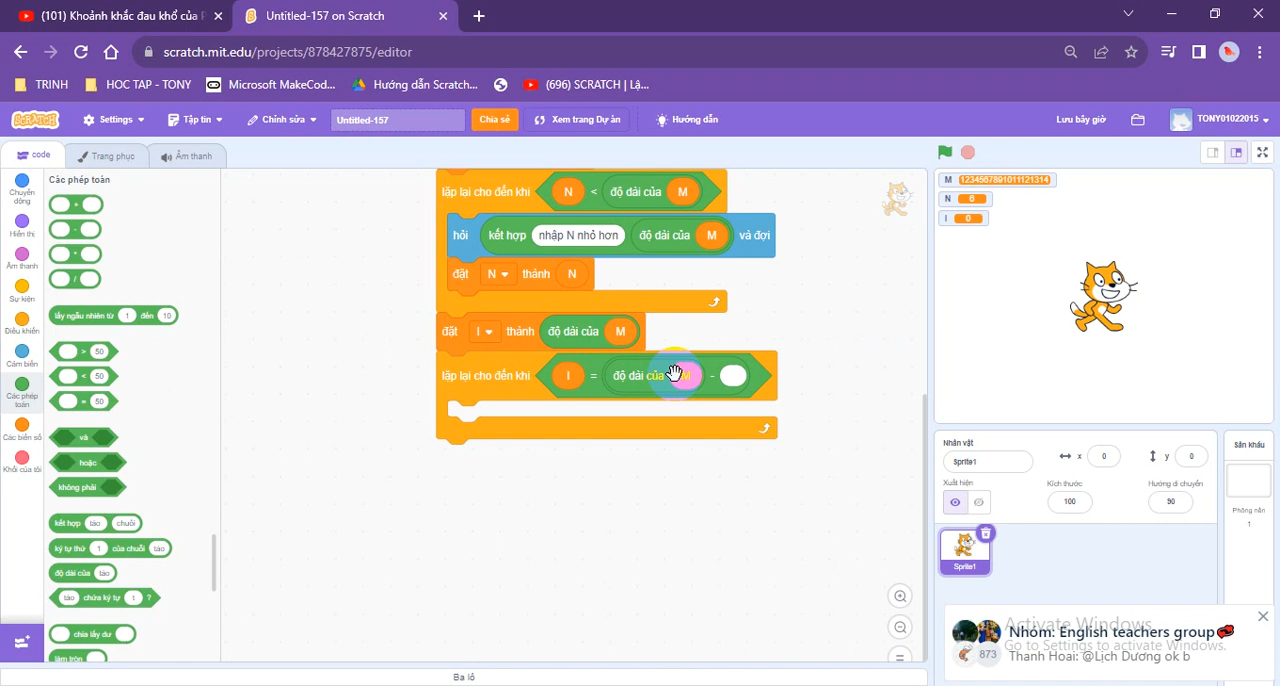 (101) Khoảnh khắc đau khổ của
Untitled-157 on Scratch
scratch.mit.edu/projects/878427875/editor
TRINH
HOC TAP - TONY
Microsoft MakeCod...
Hướng dẫn Scratch...
(696) SCRATCH | Lậ...
SCRATCH
Settings
Tập tin
Chỉnh sửa
Untitled-157
Chia sẻ
Xem trang Dự án
Hướng dẫn
Lưu bây giờ
TONY01022015
code
Trang phục
Âm thanh
Chuyển động
Hiển thị
Âm thanh
Sự kiện
Điều khiển
Cảm biến
Các phép toán
Các biến số
Khối của tôi
Các phép toán
+
-
*
/
lấy ngẫu nhiên từ 1 đến 10
> 50
< 50
= 50
và
hoặc
không phải
kết hợp táo chuối
ký tự thứ 1 của chuỗi táo
độ dài của táo
táo chứa ký tự t ?
chia lấy dư
làm tròn
lặp lại cho đến khi N < độ dài của M
hỏi kết hợp nhập N nhỏ hơn độ dài của M và đợi
đặt N thành N
đặt I thành độ dài của M
lặp lại cho đến khi I = độ dài của M -
M 1234567891011121314
N 6
I 0
Nhân vật
Sprite1
x 0
y 0
Xuất hiện
Kích thước
100
Hướng di chuyển
90
Sprite1
Sân khấu
Phông nền
1
Ba lô
Activate Windows
Go to Settings to activate Windows.
Nhóm: English teachers group
873
Thanh Hoai: @Lịch Dương ok b